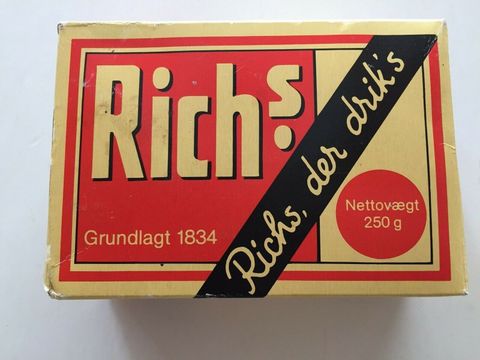 Richs
Grundlagt 1834
Richs, der drik's
Nettovægt
250 g